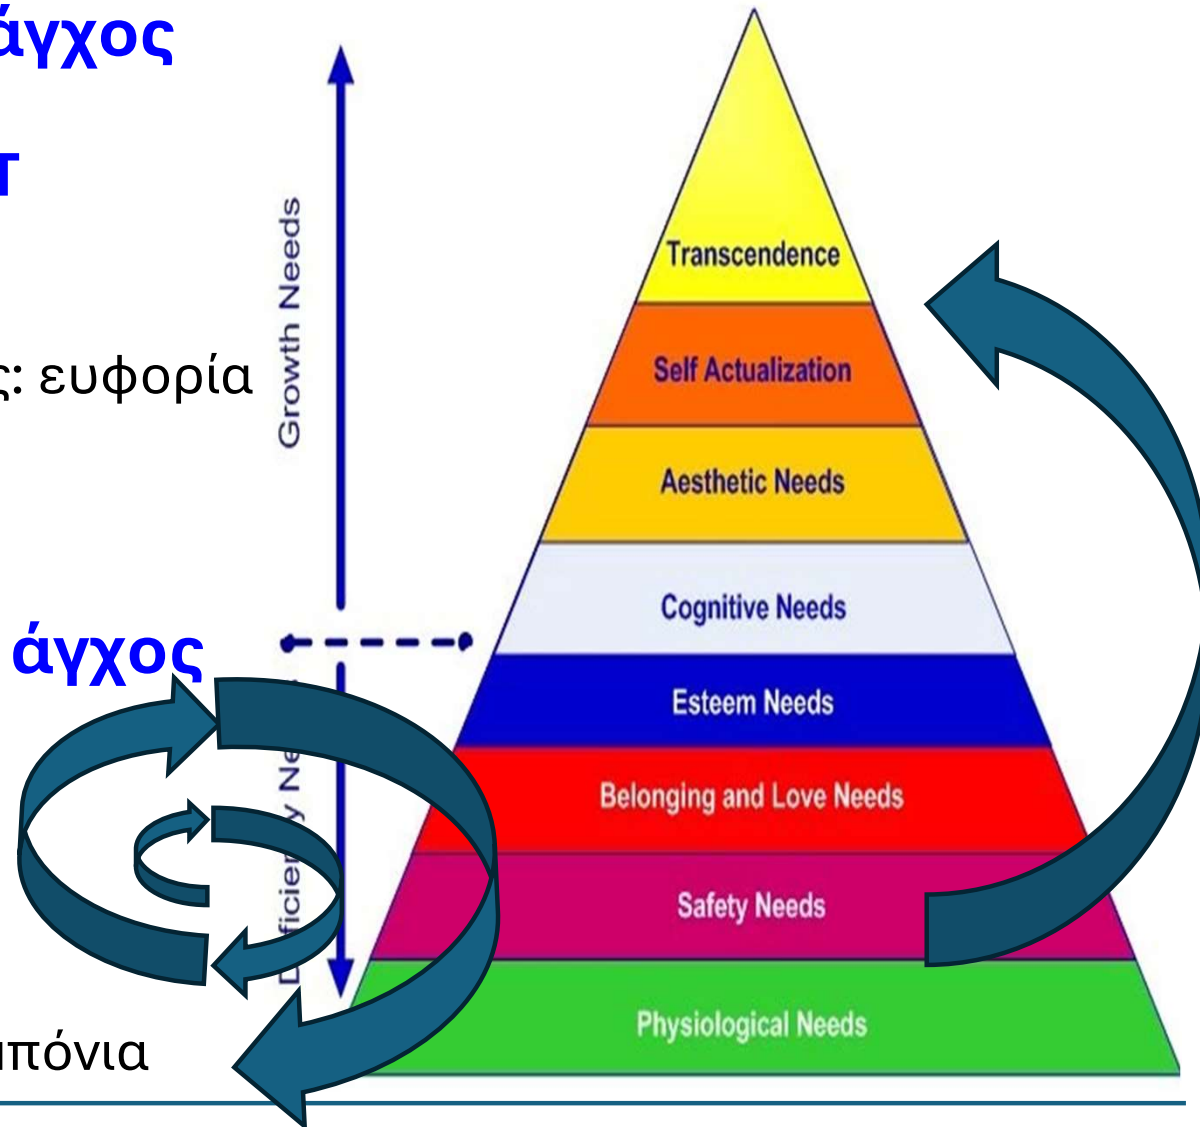 άγχος
ς: ευφορία
άγχος
Growth Needs
Transcendence
Self Actualization
Aesthetic Needs
Cognitive Needs
Esteem Needs
Belonging and Love Needs
Safety Needs
Physiological Needs